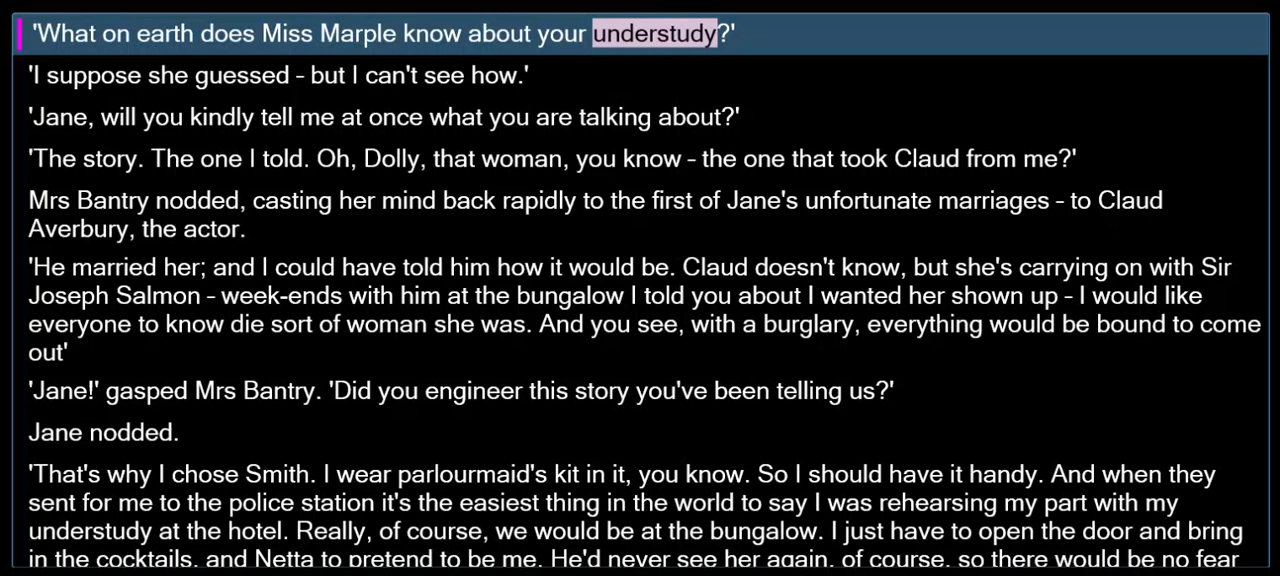 'What on earth does Miss Marple know about your understudy?'
'I suppose she guessed - but I can't see how.'
'Jane, will you kindly tell me at once what you are talking about?'
'The story. The one I told. Oh, Dolly, that woman, you know - the one that took Claud from me?'
Mrs Bantry nodded, casting her mind back rapidly to the first of Jane's unfortunate marriages - to Claud
Averbury, the actor.
'He married her; and I could have told him how it would be. Claud doesn't know, but she's carrying on with Sir
Joseph Salmon - week-ends with him at the bungalow I told you about I wanted her shown up - I would like
everyone to know die sort of woman she was. And you see, with a burglary, everything would be bound to come
out'
'Jane!' gasped Mrs Bantry. 'Did you engineer this story you've been telling us?'
Jane nodded.
'That's why I chose Smith. I wear parlourmaid's kit in it, you know. So I should have it handy. And when they
sent for me to the police station it's the easiest thing in the world to say I was rehearsing my part with my
understudy at the hotel. Really, of course, we would be at the bungalow. I just have to open the door and bring
in the cocktails, and Netta to pretend to be me. He'd never see her again, of course, so there would be no fear